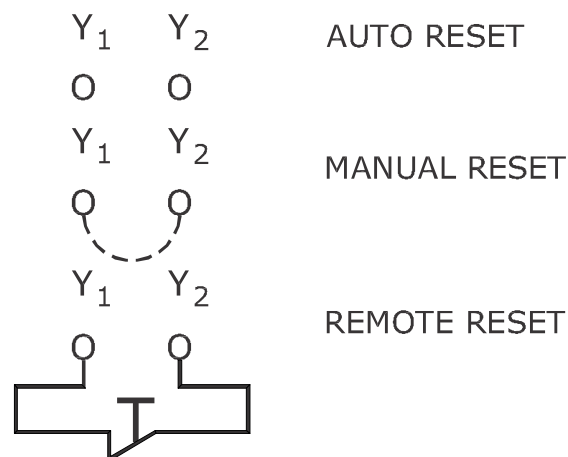 Y1 Y2 AUTO RESET
O O
Y1 Y2
MANUAL RESET
O O
Y1 Y2
REMOTE RESET
O O